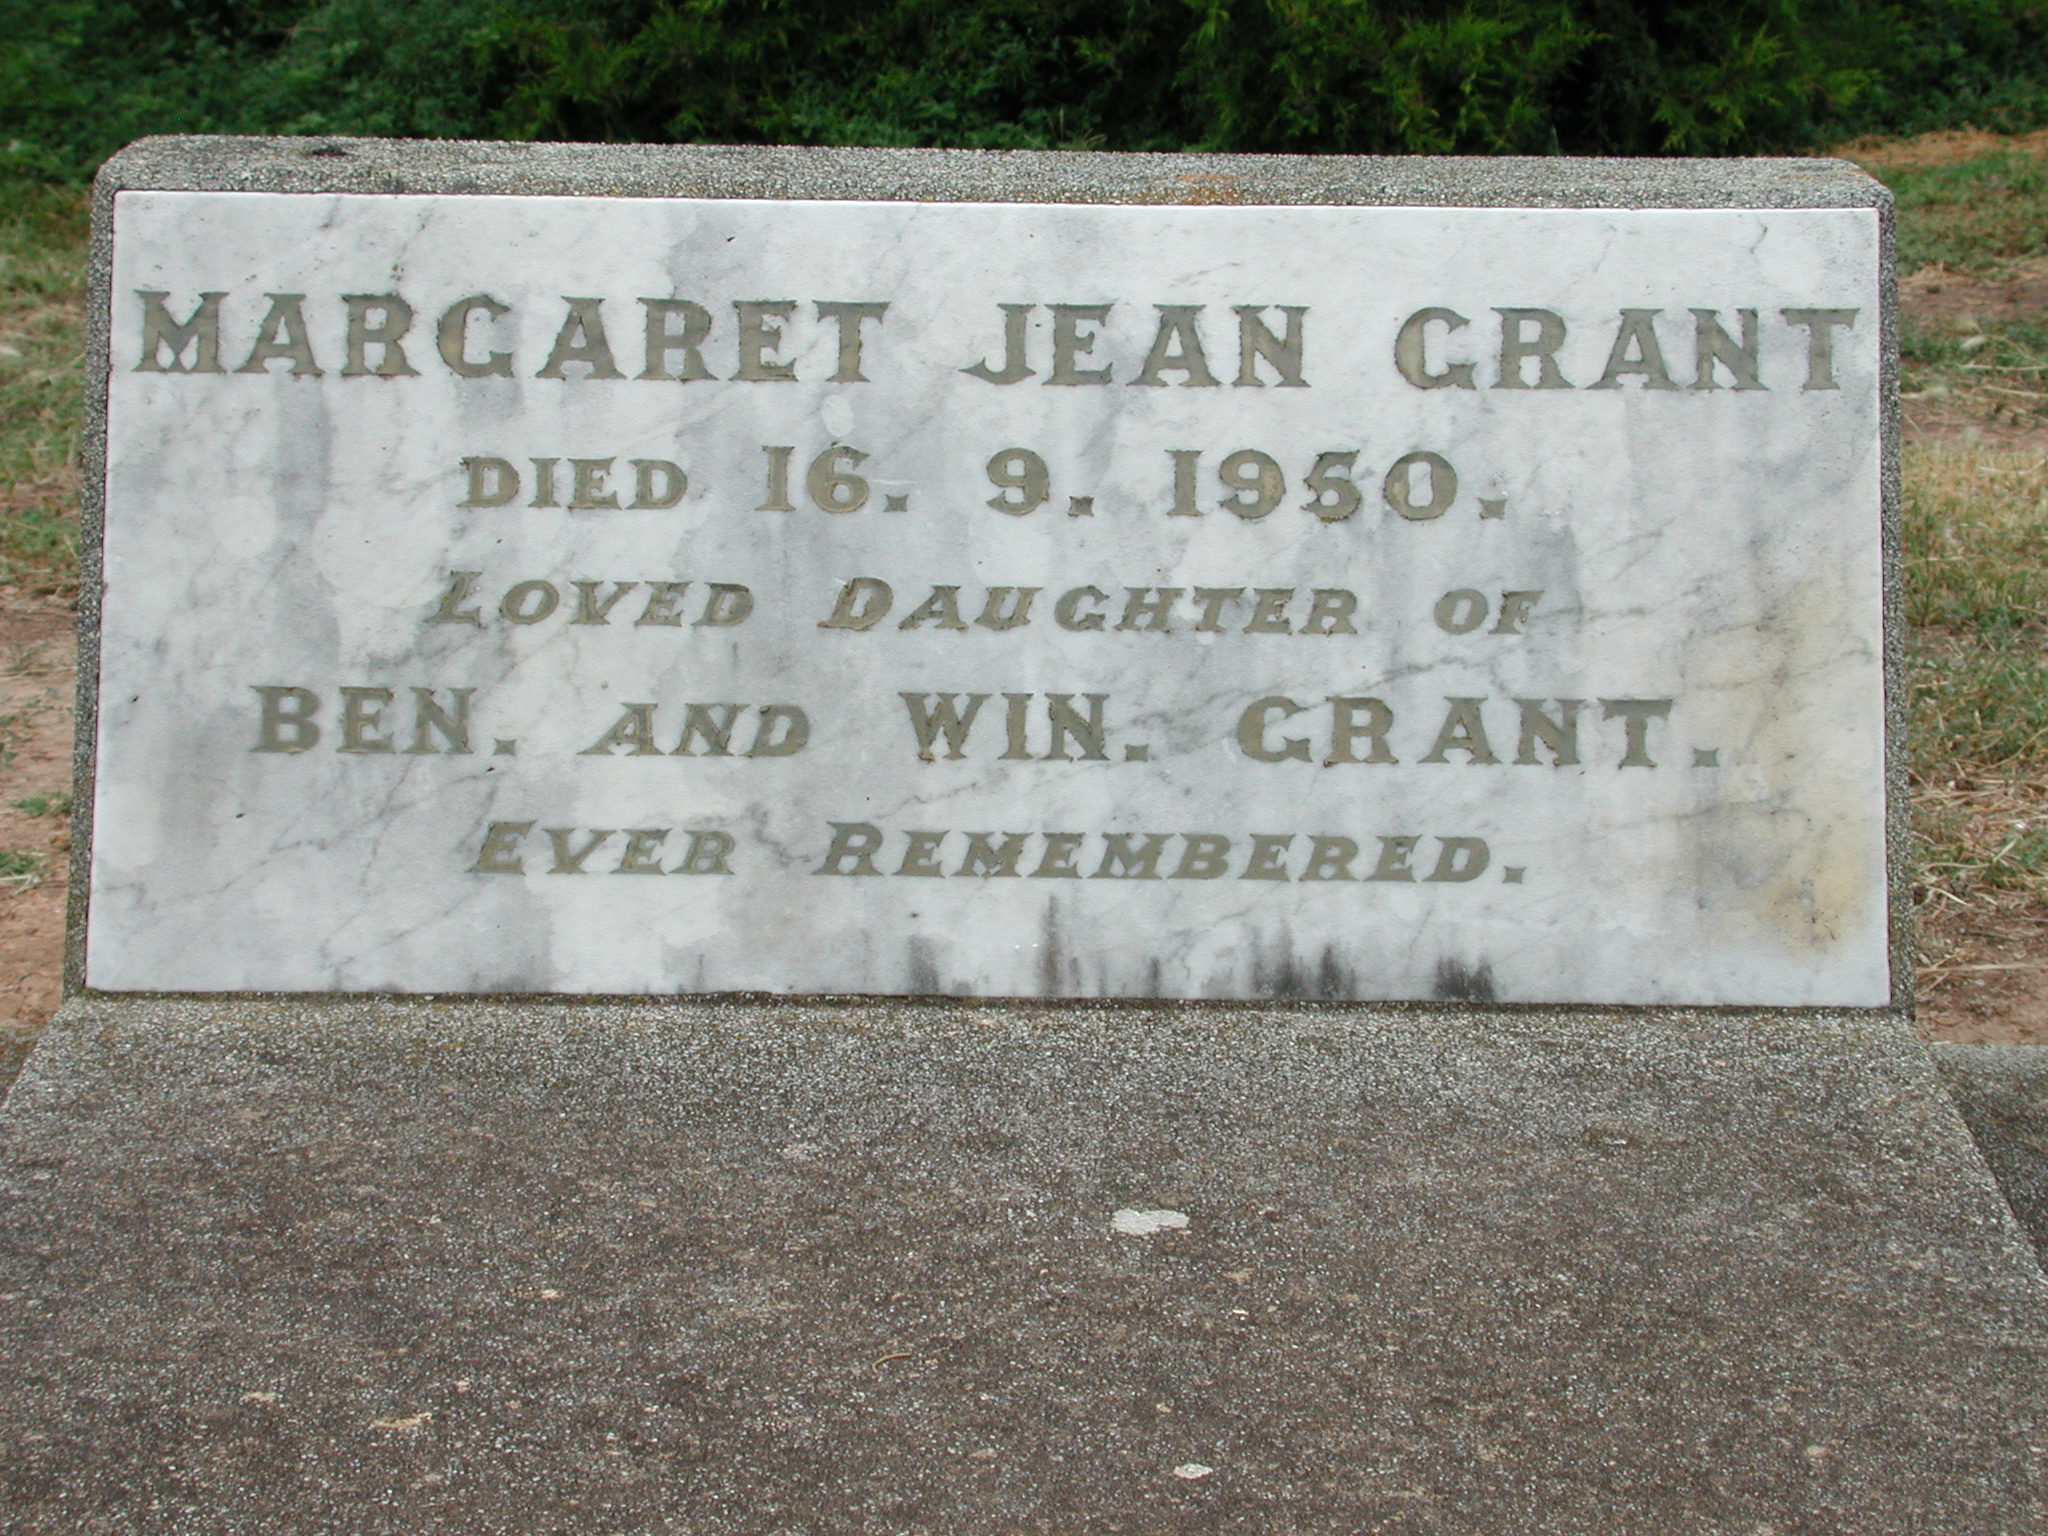 MARGARET JEAN GRANT
DIED 16. 9. 1950.
LOVED DAUGHTER OF
BEN. AND WIN. GRANT.
EVER REMEMBERED.